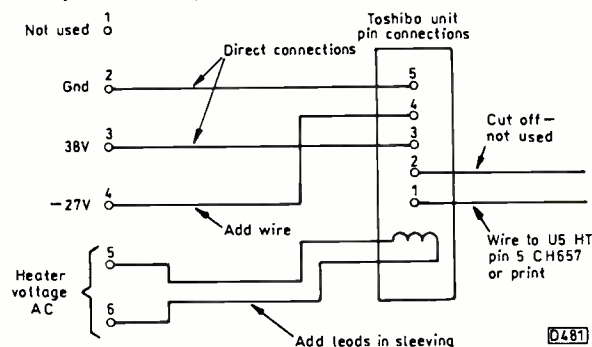 Toshibo unit
pin connections
Not used
1
Direct connections
Gnd
2
5
4
Cut off—
not used
38V
3
3
2
-27V
4
1
Add wire
Wire to U5 HT
pin 5 CH657
or print
5
Heater
voltage
AC
6
Add leads in sleeving
D481